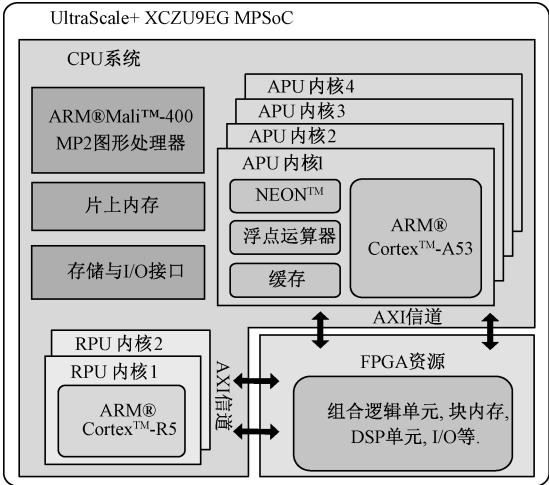 UltraScale+ XCZU9EG MPSoC
CPU系统
ARM®Mali™-400
MP2图形处理器
片上内存
存储与I/O接口
APU 内核4
APU 内核3
APU 内核2
APU 内核1
NEON™
浮点运算器
缓存
ARM®
Cortex™-A53
AXI信道
RPU 内核2
RPU 内核1
ARM®
Cortex™-R5
AXI信道
FPGA资源
组合逻辑单元, 块内存,
DSP单元, I/O等.